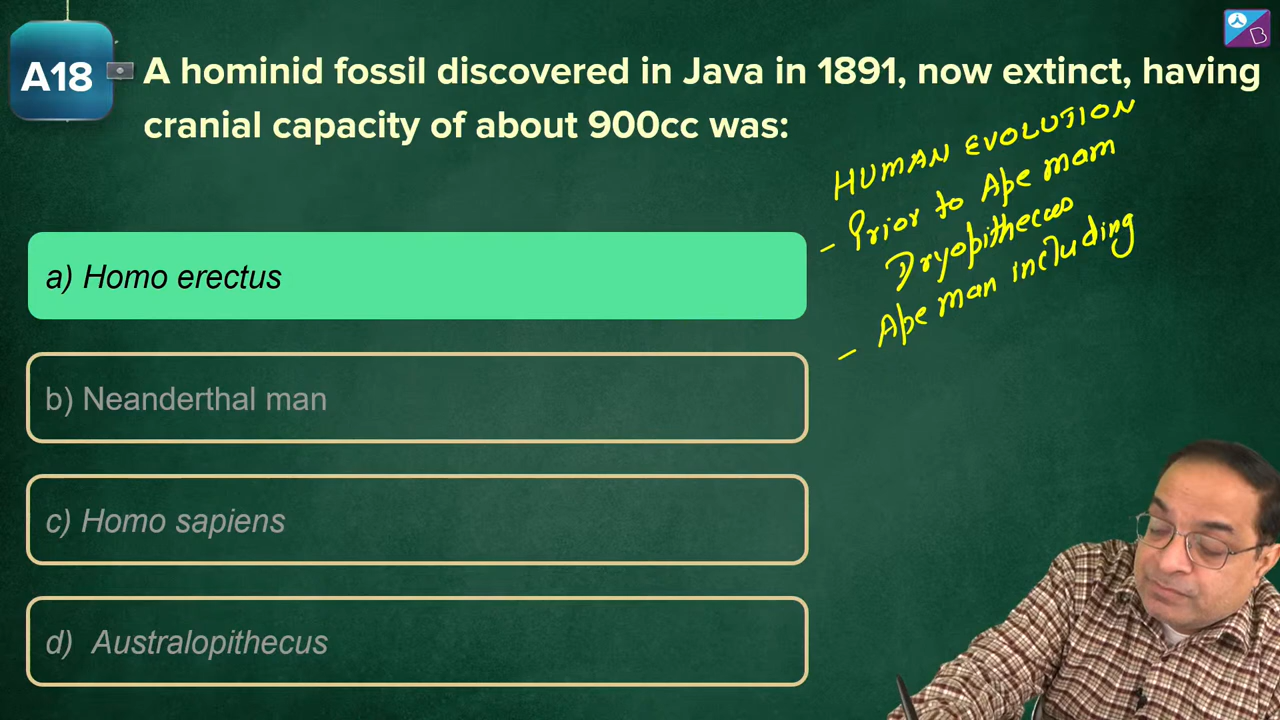 A18
A hominid fossil discovered in Java in 1891, now extinct, having
cranial capacity of about 900cc was:
HUMAN EVOLUTION
- Prior to Ape mam
Dryopithecus
- Ape man including
a) Homo erectus
b) Neanderthal man
c) Homo sapiens
d) Australopithecus
B